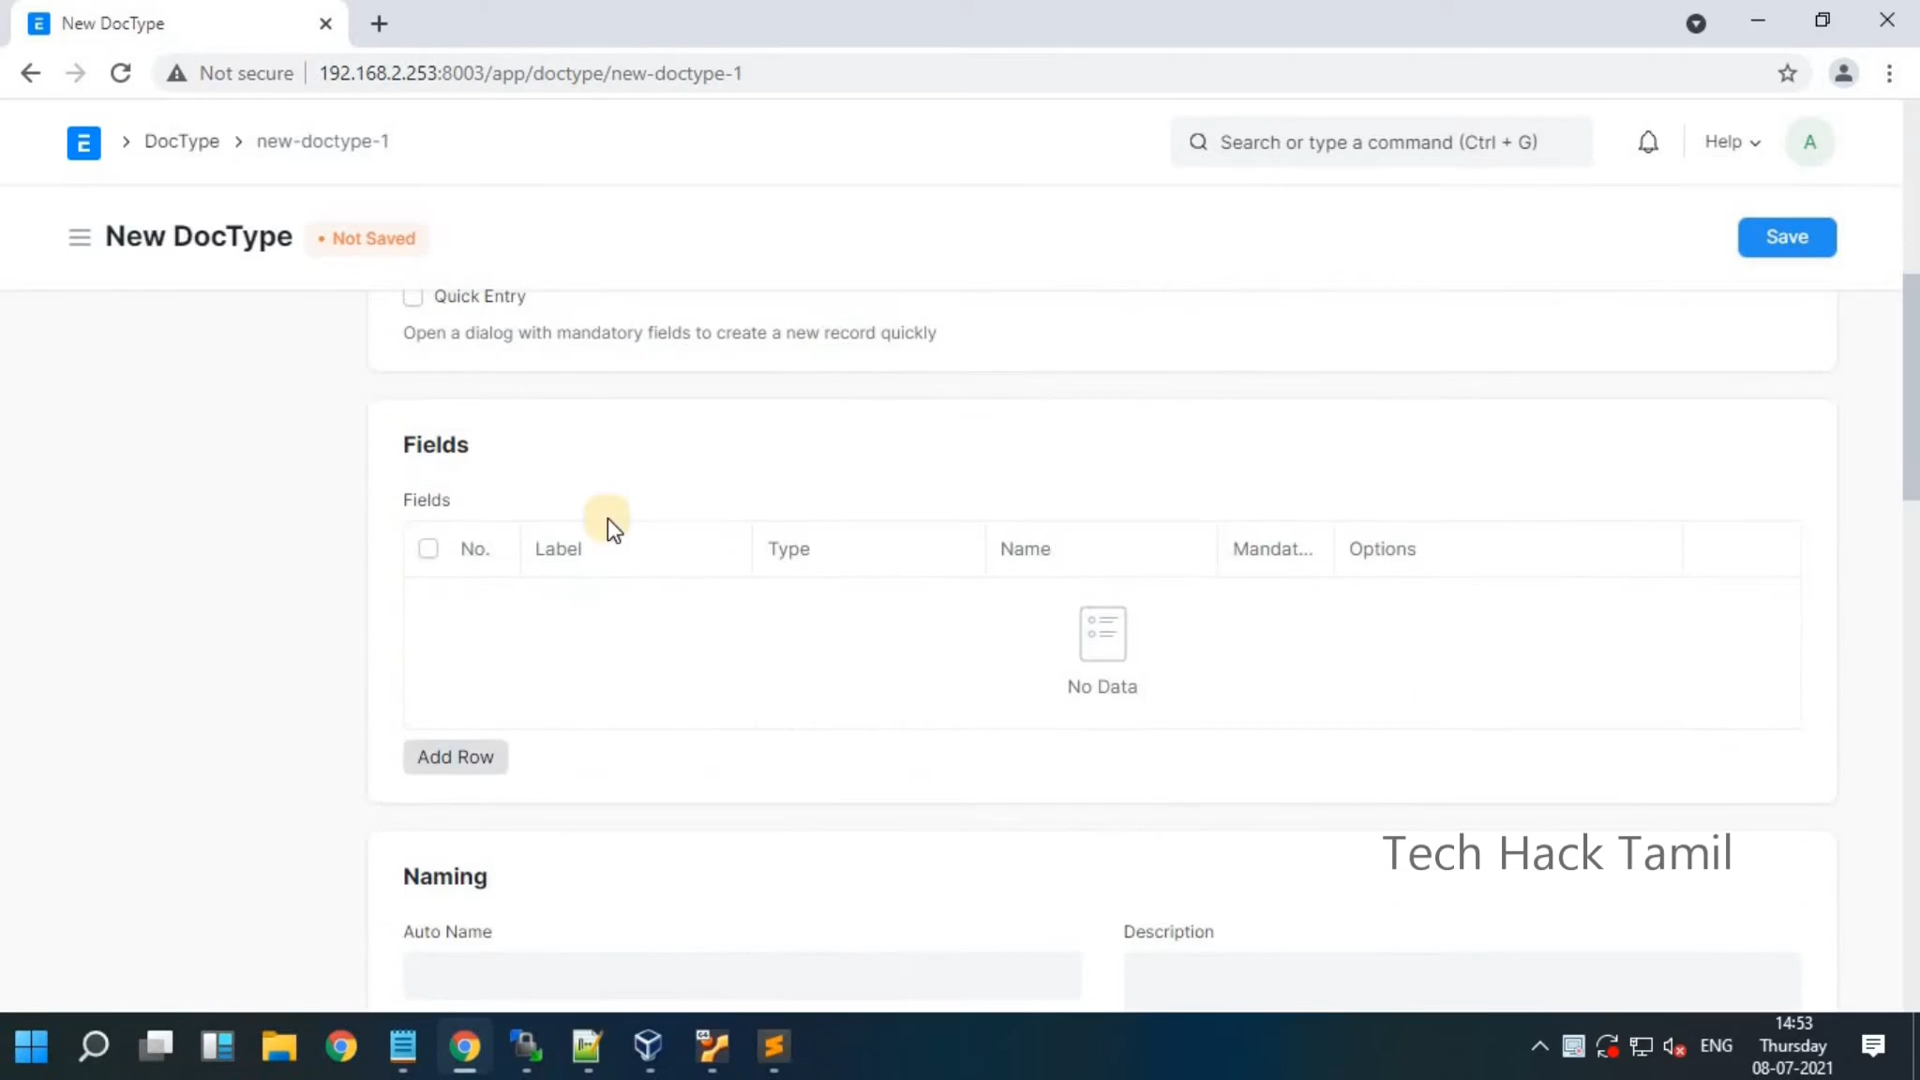 New DocType
Not secure
192.168.2.253:8003/app/doctype/new-doctype-1
DocType
new-doctype-1
Search or type a command (Ctrl + G)
Help
A
New DocType
• Not Saved
Save
Quick Entry
Open a dialog with mandatory fields to create a new record quickly
Fields
Fields
No.
Label
Type
Name
Mandat...
Options
No Data
Add Row
Tech Hack Tamil
Naming
Auto Name
Description
ENG
14:53
Thursday
08-07-2021